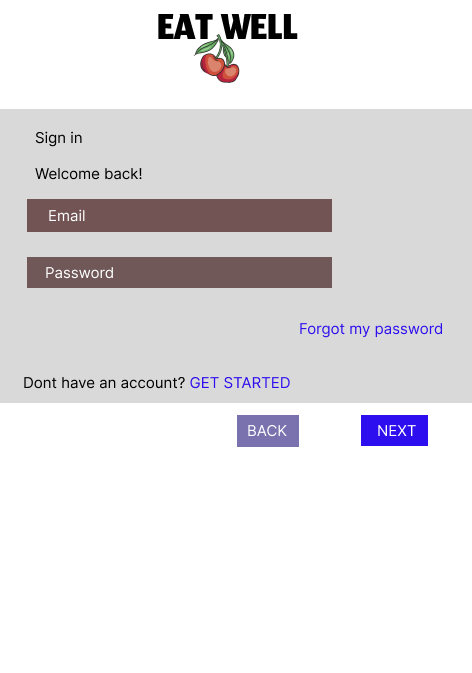 EAT WELL
Sign in
Welcome back!
Email
Password
Forgot my password
Dont have an account? GET STARTED
BACK NEXT